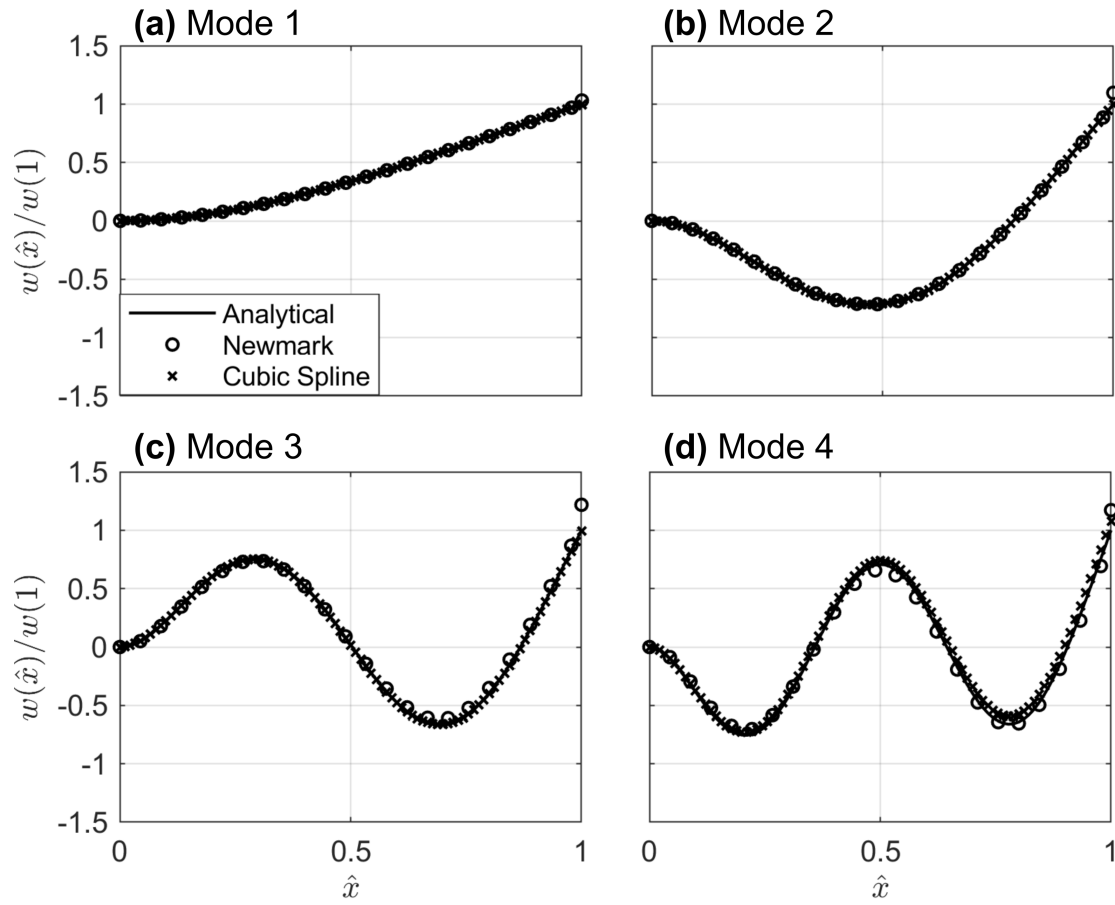 (a) Mode 1
(b) Mode 2
1.5
1
0.5
0
-0.5
-1
-1.5
w(x̂)/w(1)
Analytical
Newmark
Cubic Spline
(c) Mode 3
(d) Mode 4
1.5
1
0.5
0
-0.5
-1
-1.5
w(x̂)/w(1)
0 0.5 1
0 0.5 1
x̂
x̂